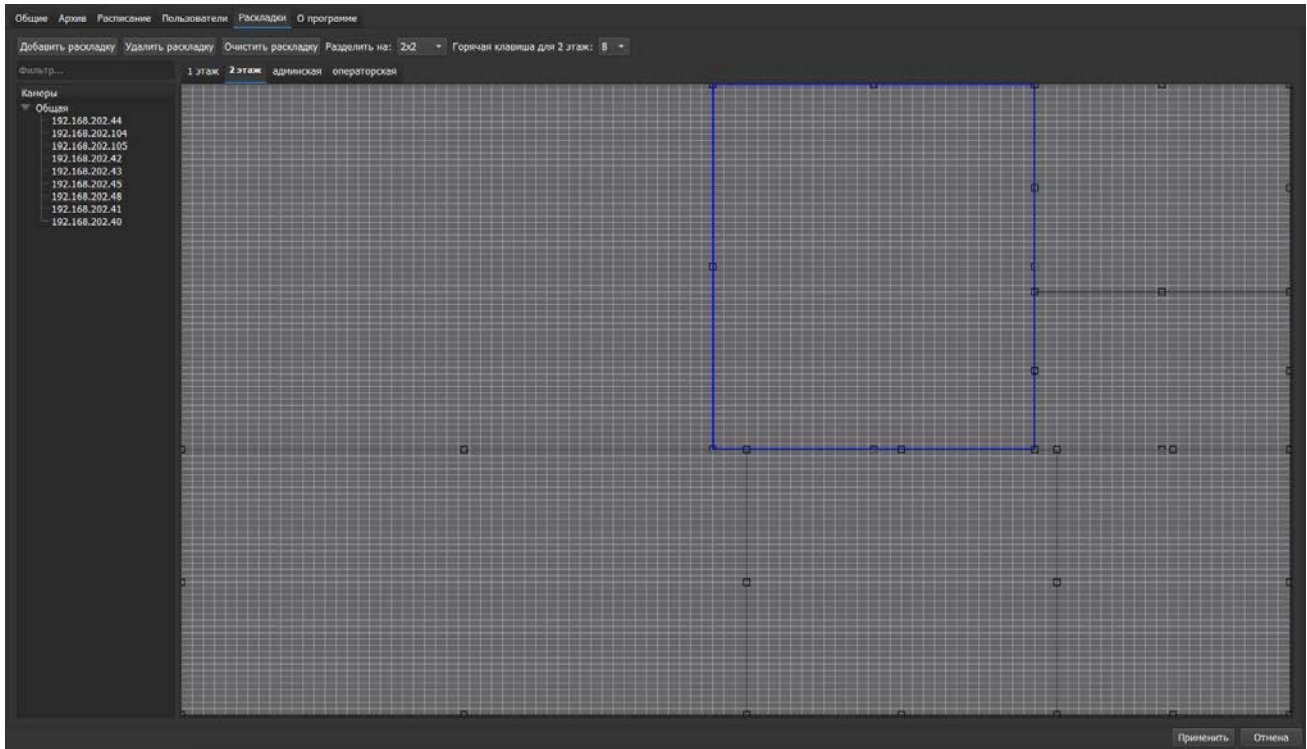 Общие Архив Расписание Пользователи Раскладки О программе
Добавить раскладку Удалить раскладку Очистить раскладку Разделить на: 2x2 Горячая клавиша для 2 этаж: В
Фильтр... 1 этаж 2 этаж админская операторская
Камеры
Общая
192.168.202.44
192.168.202.104
192.168.202.105
192.168.202.42
192.168.202.43
192.168.202.45
192.168.202.48
192.168.202.41
192.168.202.40
Применить Отмена